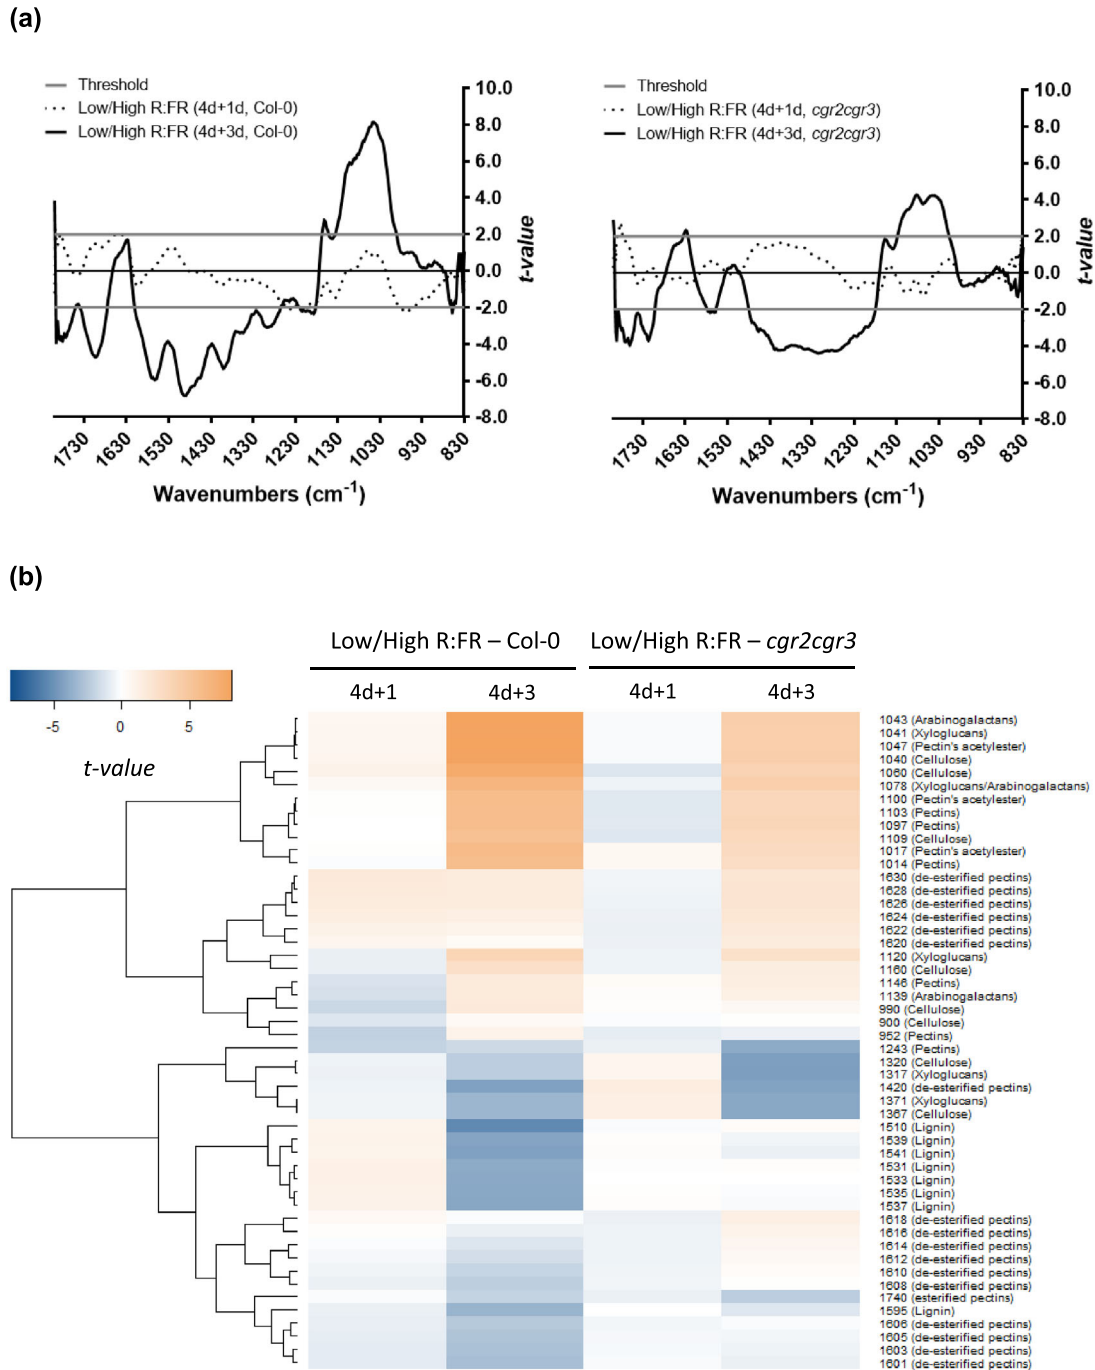 (a)
Threshold
Low/High R:FR (4d+1d, Col-0)
Low/High R:FR (4d+3d, Col-0)
10.0
8.0
6.0
4.0
2.0
0.0
-2.0
-4.0
-6.0
-8.0
t-value
1730
1630
1530
1430
1330
1230
1130
1030
930
830
Wavenumbers (cm-1)
Threshold
Low/High R:FR (4d+1d, cgr2cgr3)
Low/High R:FR (4d+3d, cgr2cgr3)
10.0
8.0
6.0
4.0
2.0
0.0
-2.0
-4.0
-6.0
-8.0
t-value
1730
1630
1530
1430
1330
1230
1130
1030
930
830
Wavenumbers (cm-1)
(b)
Low/High R:FR – Col-0
Low/High R:FR – cgr2cgr3
4d+1
4d+3
4d+1
4d+3
-5
0
5
t-value
1043 (Arabinogalactans)
1041 (Xyloglucans)
1047 (Pectin's acetylester)
1040 (Cellulose)
1060 (Cellulose)
1078 (Xyloglucans/Arabinogalactans)
1100 (Pectin's acetylester)
1103 (Pectins)
1097 (Pectins)
1109 (Cellulose)
1017 (Pectin's acetylester)
1014 (Pectins)
1630 (de-esterified pectins)
1628 (de-esterified pectins)
1626 (de-esterified pectins)
1624 (de-esterified pectins)
1622 (de-esterified pectins)
1620 (de-esterified pectins)
1120 (Xyloglucans)
1160 (Cellulose)
1146 (Pectins)
1139 (Arabinogalactans)
990 (Cellulose)
900 (Cellulose)
952 (Pectins)
1243 (Pectins)
1320 (Cellulose)
1317 (Xyloglucans)
1420 (de-esterified pectins)
1371 (Xyloglucans)
1367 (Cellulose)
1510 (Lignin)
1539 (Lignin)
1541 (Lignin)
1531 (Lignin)
1533 (Lignin)
1535 (Lignin)
1537 (Lignin)
1618 (de-esterified pectins)
1616 (de-esterified pectins)
1614 (de-esterified pectins)
1612 (de-esterified pectins)
1610 (de-esterified pectins)
1608 (de-esterified pectins)
1740 (esterified pectins)
1595 (Lignin)
1606 (de-esterified pectins)
1605 (de-esterified pectins)
1603 (de-esterified pectins)
1601 (de-esterified pectins)